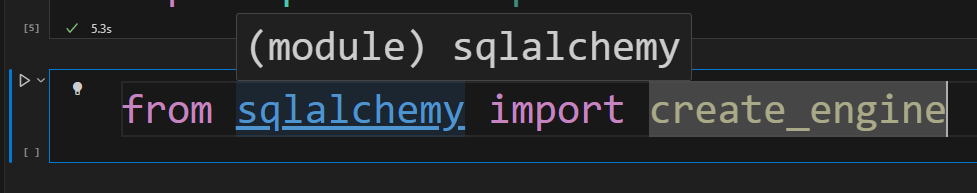 [5]
5.3s
(module) sqlalchemy
from sqlalchemy import create_engine
[ ]